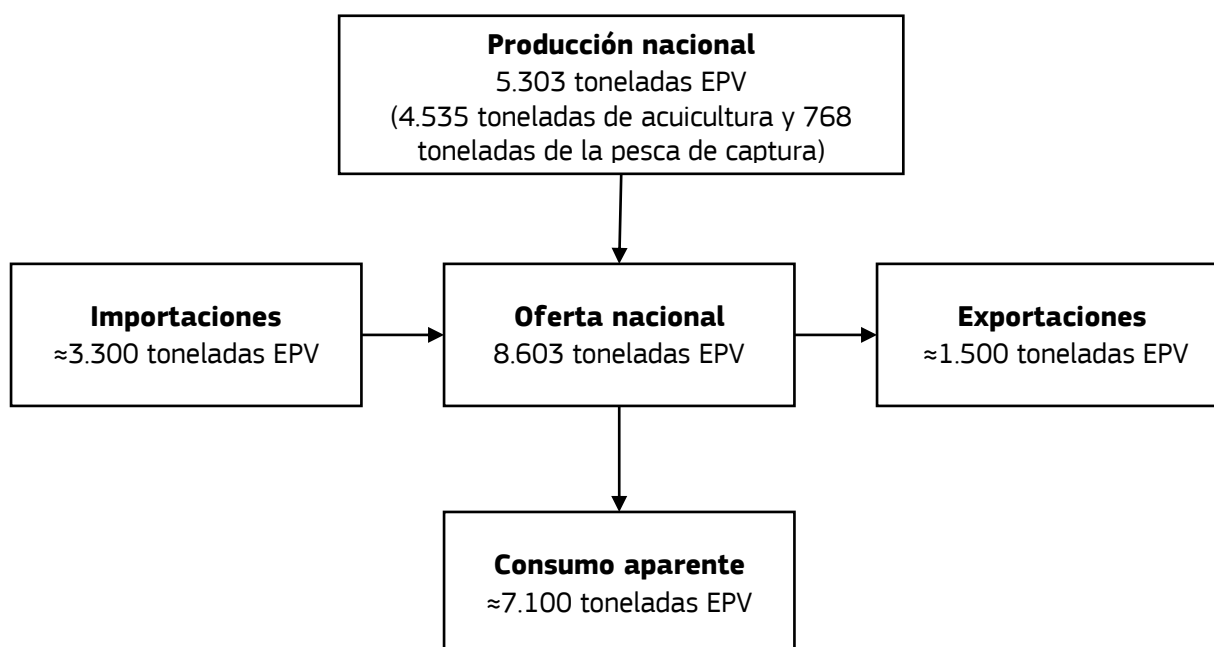 Producción nacional
5.303 toneladas EPV
(4.535 toneladas de acuicultura y 768
toneladas de la pesca de captura)
Importaciones
≈3.300 toneladas EPV
Oferta nacional
8.603 toneladas EPV
Exportaciones
≈1.500 toneladas EPV
Consumo aparente
≈7.100 toneladas EPV